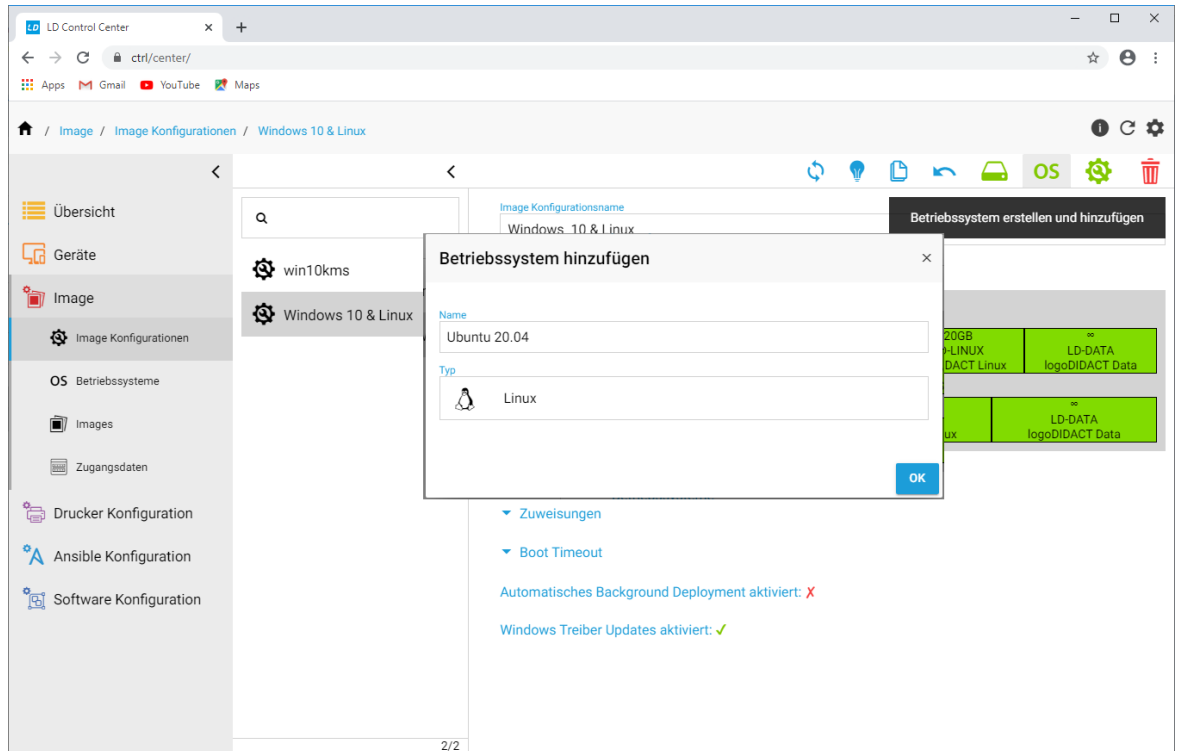 LD LD Control Center
ctrl/center/
Apps Gmail YouTube Maps
/ Image / Image Konfigurationen / Windows 10 & Linux
OS
Übersicht
Geräte
Image
Image Konfigurationen
OS Betriebssysteme
Images
Zugangsdaten
Drucker Konfiguration
Ansible Konfiguration
Software Konfiguration
win10kms
Windows 10 & Linux
2/2
Image Konfigurationsname
Windows 10 & Linux
Betriebssystem erstellen und hinzufügen
Betriebssystem hinzufügen
Name
Ubuntu 20.04
Typ
Linux
OK
20GB
-LINUX
DACT Linux
∞
LD-DATA
logoDIDACT Data
ux
∞
LD-DATA
logoDIDACT Data
Zuweisungen
Boot Timeout
Automatisches Background Deployment aktiviert: ✗
Windows Treiber Updates aktiviert: ✓